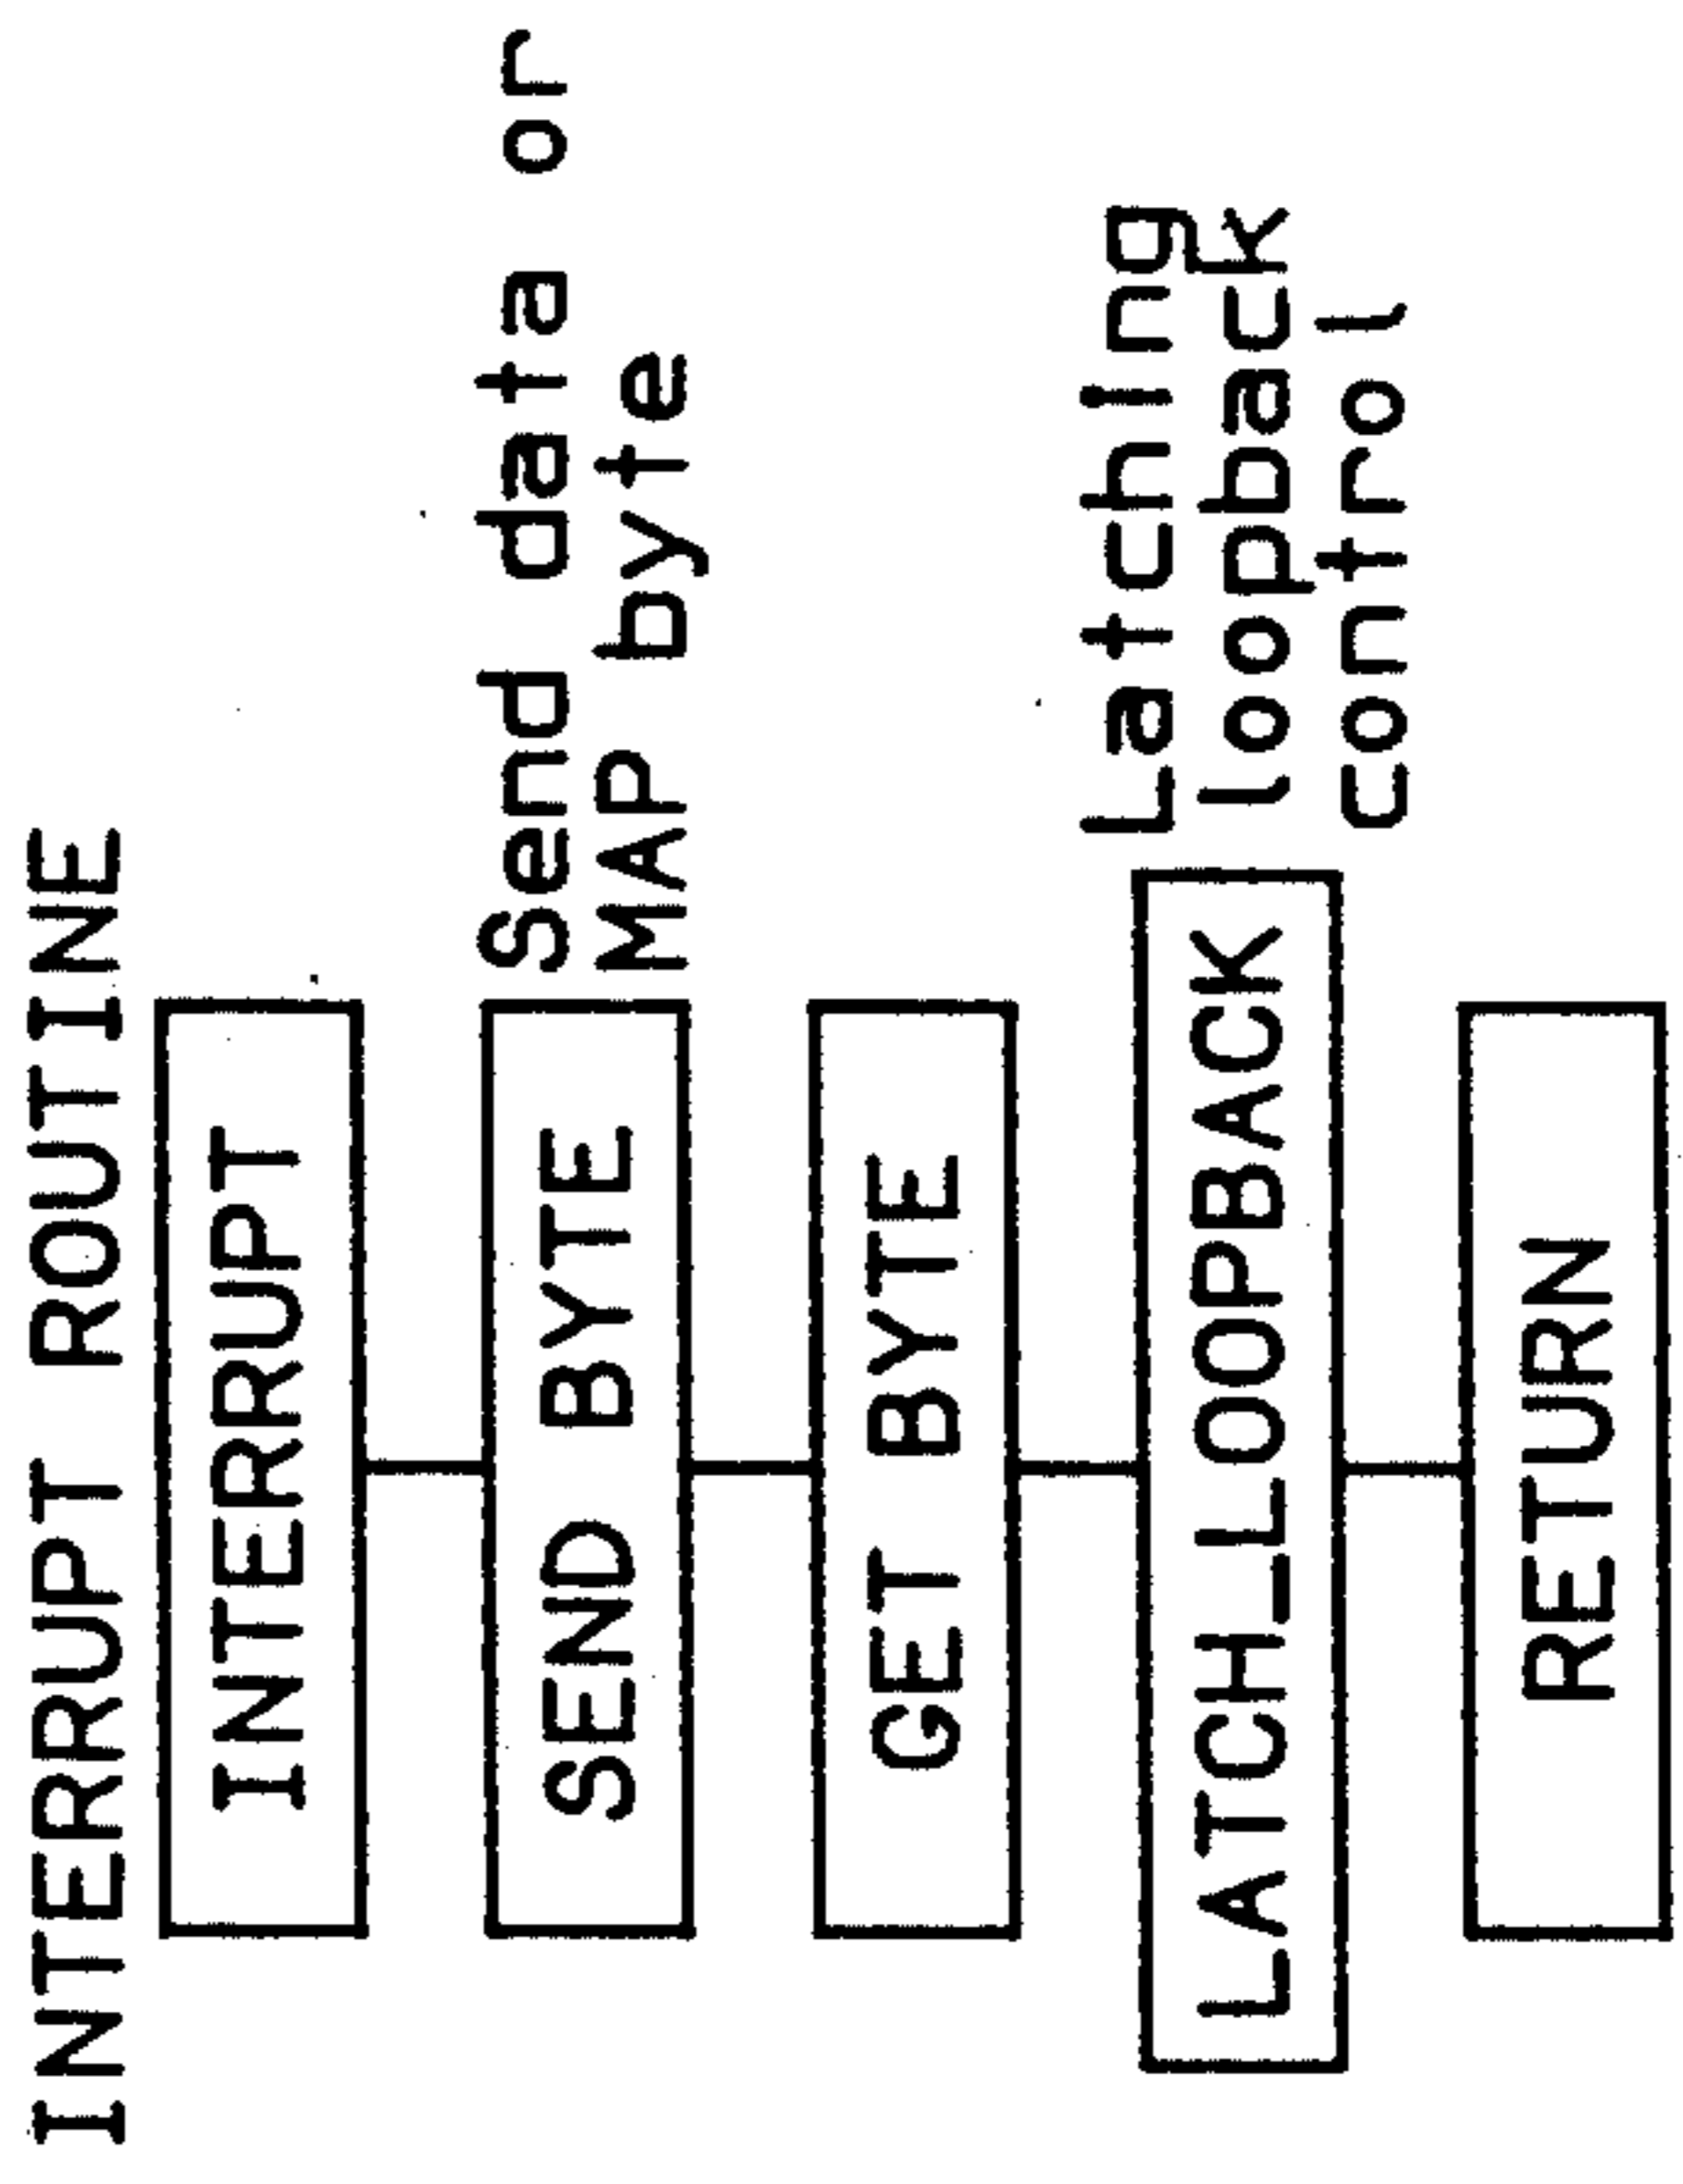 INTERRUPT ROUTINE
INTERRUPT
SEND BYTE
Send data or
MAP byte
GET BYTE
LATCH_LOOPBACK
Latching
loopback
control
RETURN